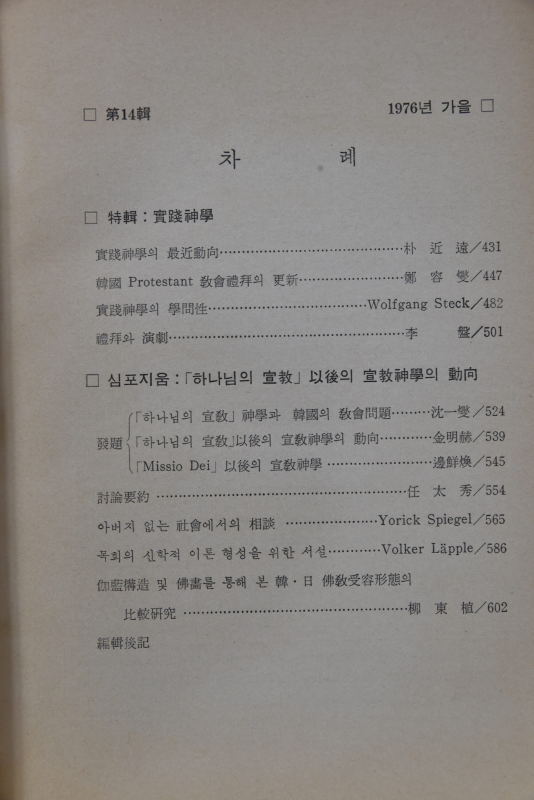 □ 第14輯 1976년 가을 □
차 례
□ 特輯：實踐神學
實踐神學의 最近動向……………………………………朴 近 遠／431
韓國 Protestant 敎會禮拜의 更新……………………鄭 容 燮／447
實踐神學의 學問性………………………………Wolfgang Steck／482
禮拜와 演劇………………………………………………李 盤／501
□ 심포지움：「하나님의 宣敎」以後의 宣敎神學의 動向
發題
「하나님의 宣敎」神學과 韓國의 敎會問題………沈一燮／524
「하나님의 宣敎」以後의 宣敎神學의 動向…………金明赫／539
「Missio Dei」以後의 宣敎神學……………………邊鮮煥／545
討論要約……………………………………………………任 太 秀／554
아버지 없는 社會에서의 相談 …………………Yorick Spiegel／565
목회의 신학적 이론 형성을 위한 서설…………Volker Läpple／586
伽藍構造 및 佛畵를 통해 본 韓・日 佛敎受容形態의
比較硏究 ……………………………………………柳 東 植／602
編輯後記